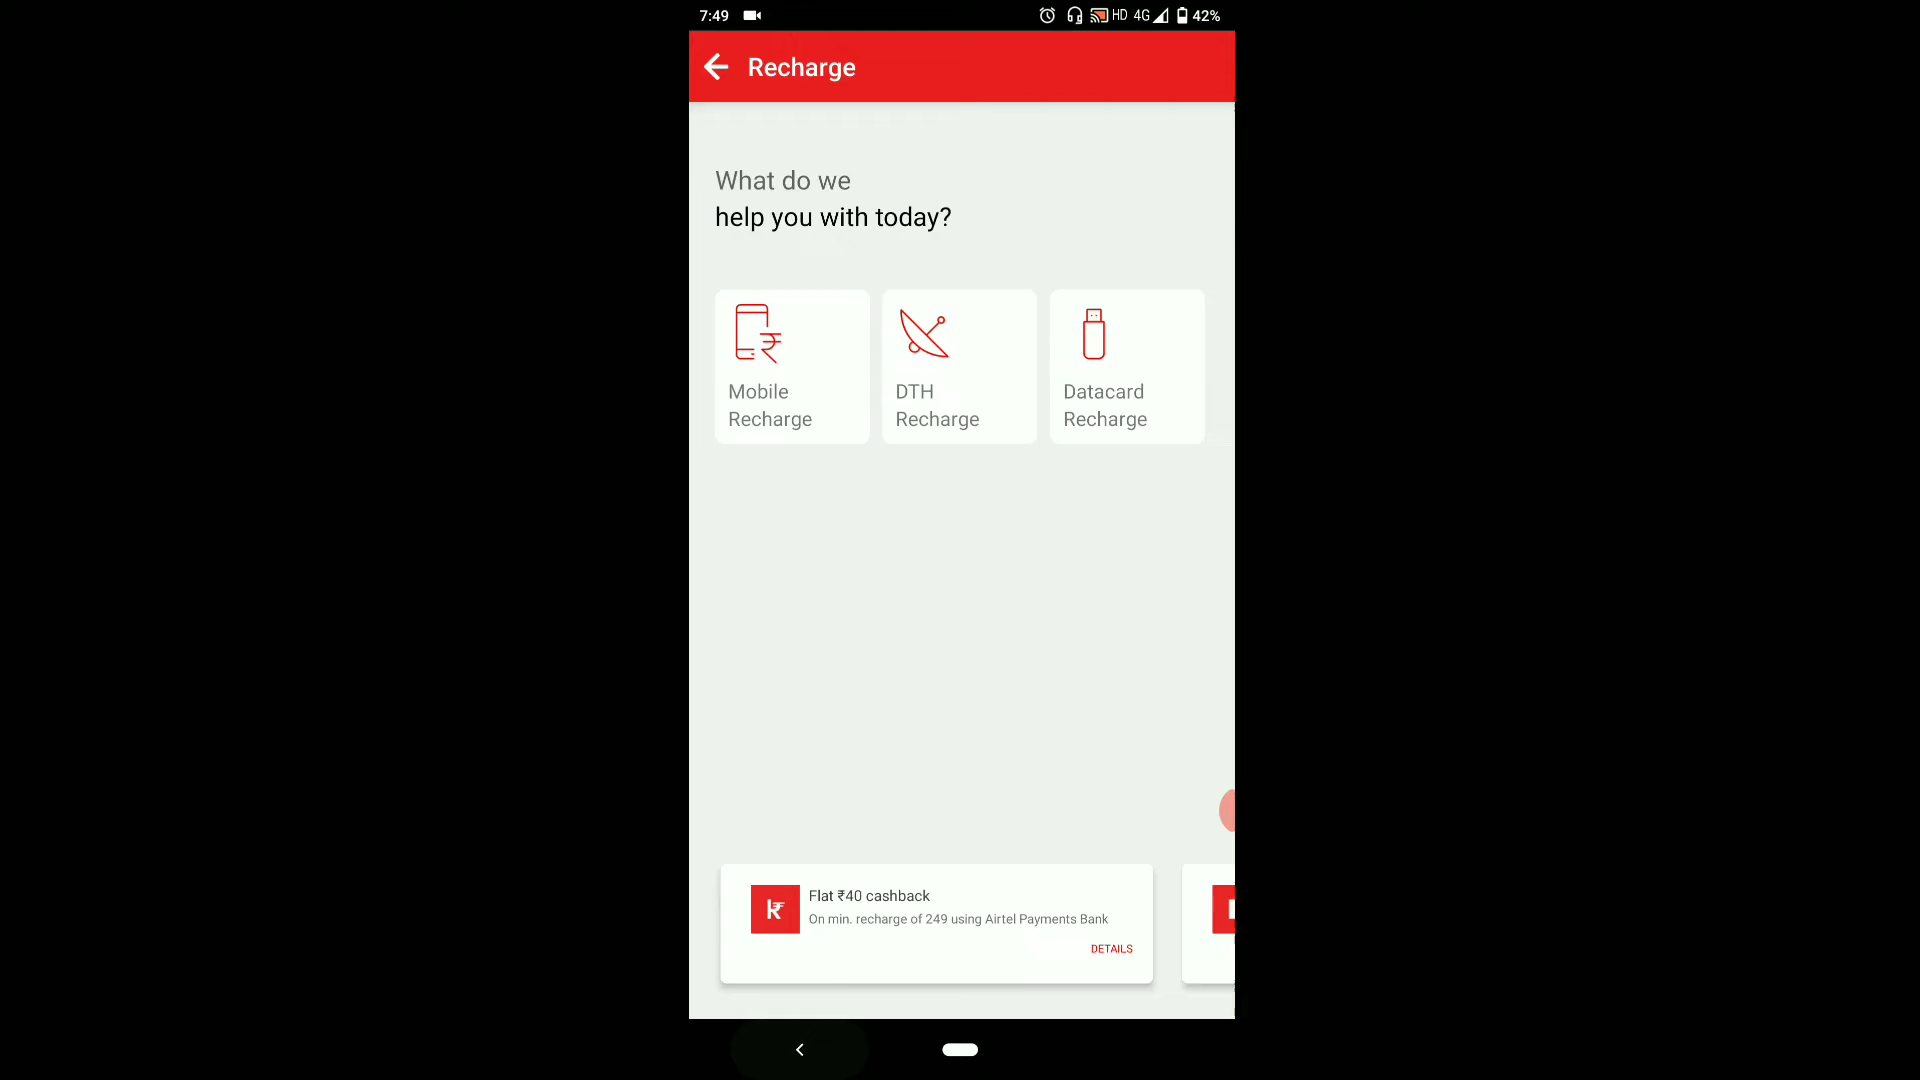 7:49 HD 4G 42%
Recharge
What do we
help you with today?
Mobile
Recharge
DTH
Recharge
Datacard
Recharge
Flat ₹40 cashback
On min. recharge of 249 using Airtel Payments Bank
DETAILS